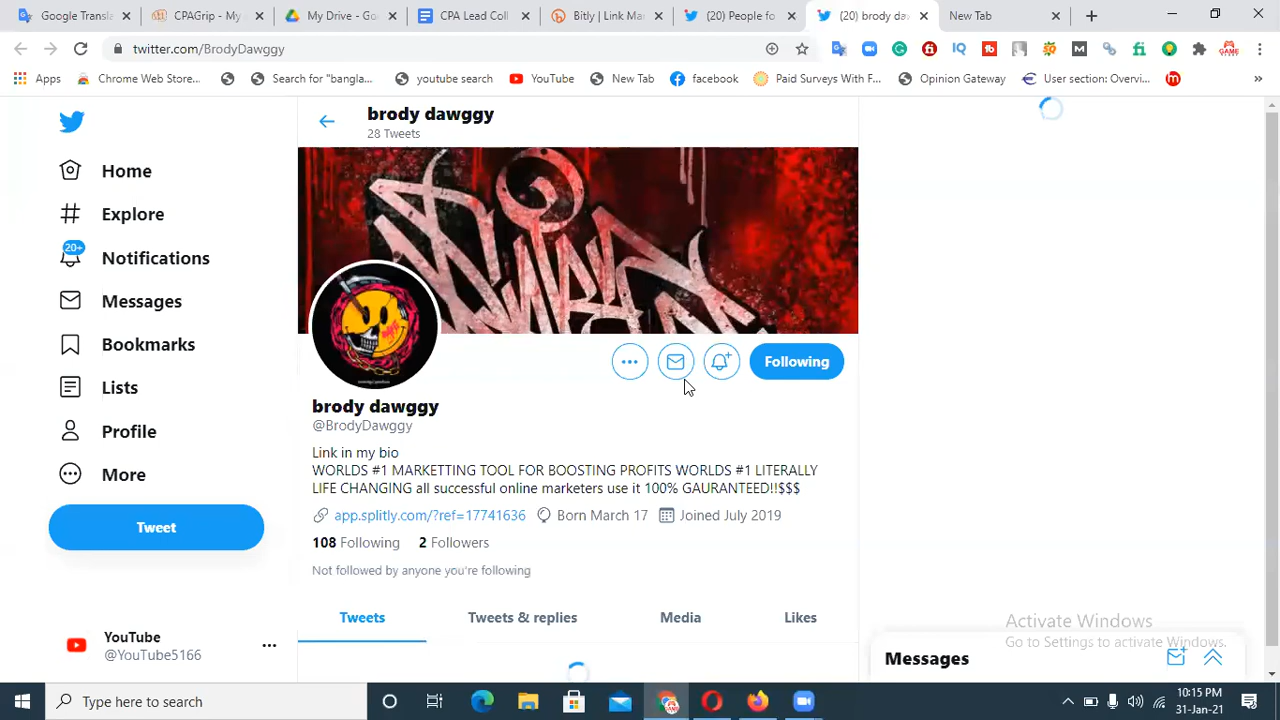 Google Trans
CPAGrip - My A
My Drive - Go
CPA Lead Coll
Bitly | Link Ma
(20) People fo
(20) brody da
New Tab
twitter.com/BrodyDawggy
Apps
Chrome Web Store...
Search for "bangla...
youtube search
YouTube
New Tab
facebook
Paid Surveys With F...
Opinion Gateway
User section: Overvi...
»
brody dawggy
28 Tweets
Home
Explore
20+
Notifications
Messages
Bookmarks
Lists
Profile
More
Tweet
YouTube
@YouTube5166
Following
brody dawggy
@BrodyDawggy
Link in my bio
WORLDS #1 MARKETTING TOOL FOR BOOSTING PROFITS WORLDS #1 LITERALLY
LIFE CHANGING all successful online marketers use it 100% GAURANTEED!!$$$
app.splitly.com/?ref=17741636 Born March 17 Joined July 2019
108 Following 2 Followers
Not followed by anyone you're following
Tweets
Tweets & replies
Media
Likes
Activate Windows
Go to Settings to activate Windows.
Messages
Type here to search
10:15 PM
31-Jan-21